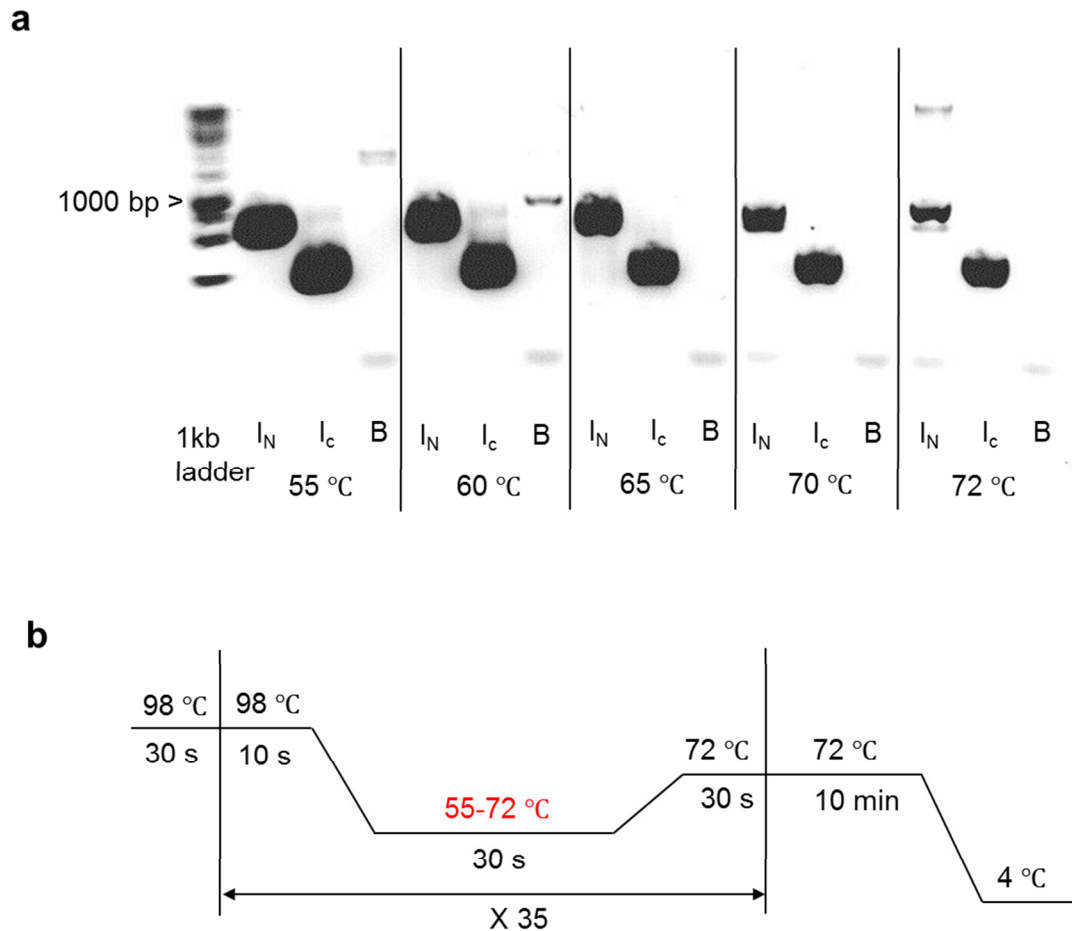 a
1000 bp >
1kb ladder
I_N I_c B I_N I_c B I_N I_c B I_N I_c B I_N I_c B
55 °C 60 °C 65 °C 70 °C 72 °C
b
98 °C 98 °C
30 s 10 s
72 °C 72 °C
30 s 10 min
55-72 °C
30 s
4 °C
X 35